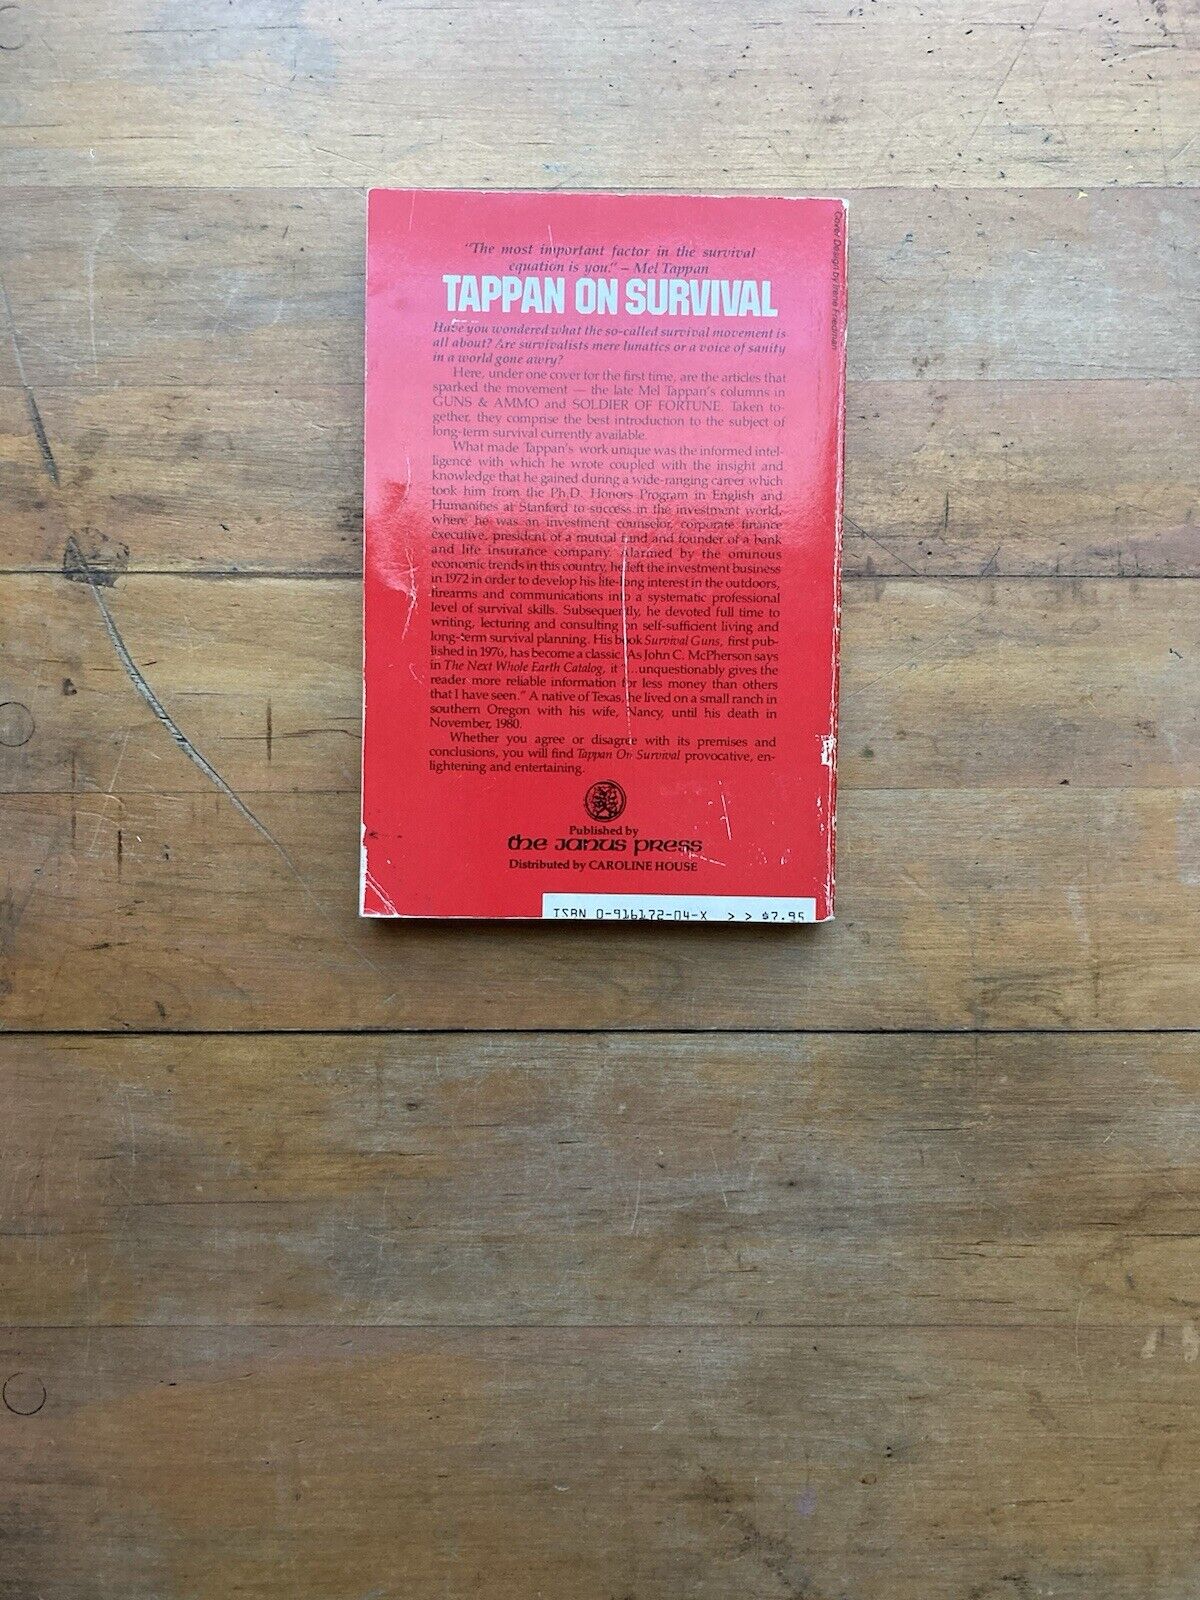 "The most important factor in the survival
equation is you." – Mel Tappan
TAPPAN ON SURVIVAL
Have you wondered what the so-called survival movement is
all about? Are survivalists mere lunatics or a voice of sanity
in a world gone awry?
Here, under one cover for the first time, are the articles that
sparked the movement — the late Mel Tappan's columns in
GUNS & AMMO and SOLDIER OF FORTUNE. Taken to-
gether, they comprise the best introduction to the subject of
long-term survival currently available.
What made Tappan's work unique was the informed intel-
ligence with which he wrote coupled with the insight and
knowledge that he gained during a wide-ranging career which
took him from the Ph.D. Honors Program in English and
Humanities at Stanford to success in the investment world,
where he was an investment counselor, corporate finance
executive, president of a mutual fund and founder of a bank
and life insurance company. Alarmed by the ominous
economic trends in this country, he left the investment business
in 1972 in order to develop his life-long interest in the outdoors,
firearms and communications into a systematic professional
level of survival skills. Subsequently, he devoted full time to
writing, lecturing and consulting on self-sufficient living and
long-term survival planning. His book Survival Guns, first pub-
lished in 1976, has become a classic. As John C. McPherson says
in The Next Whole Earth Catalog, it "...unquestionably gives the
reader more reliable information for less money than others
that I have seen." A native of Texas, he lived on a small ranch in
southern Oregon with his wife, Nancy, until his death in
November, 1980.
Whether you agree or disagree with its premises and
conclusions, you will find Tappan On Survival provocative, en-
lightening and entertaining.
Published by
the Janus press
Distributed by CAROLINE HOUSE
ISBN 0-916172-04-X > > $7.95
Cover Design by Irene Friedman